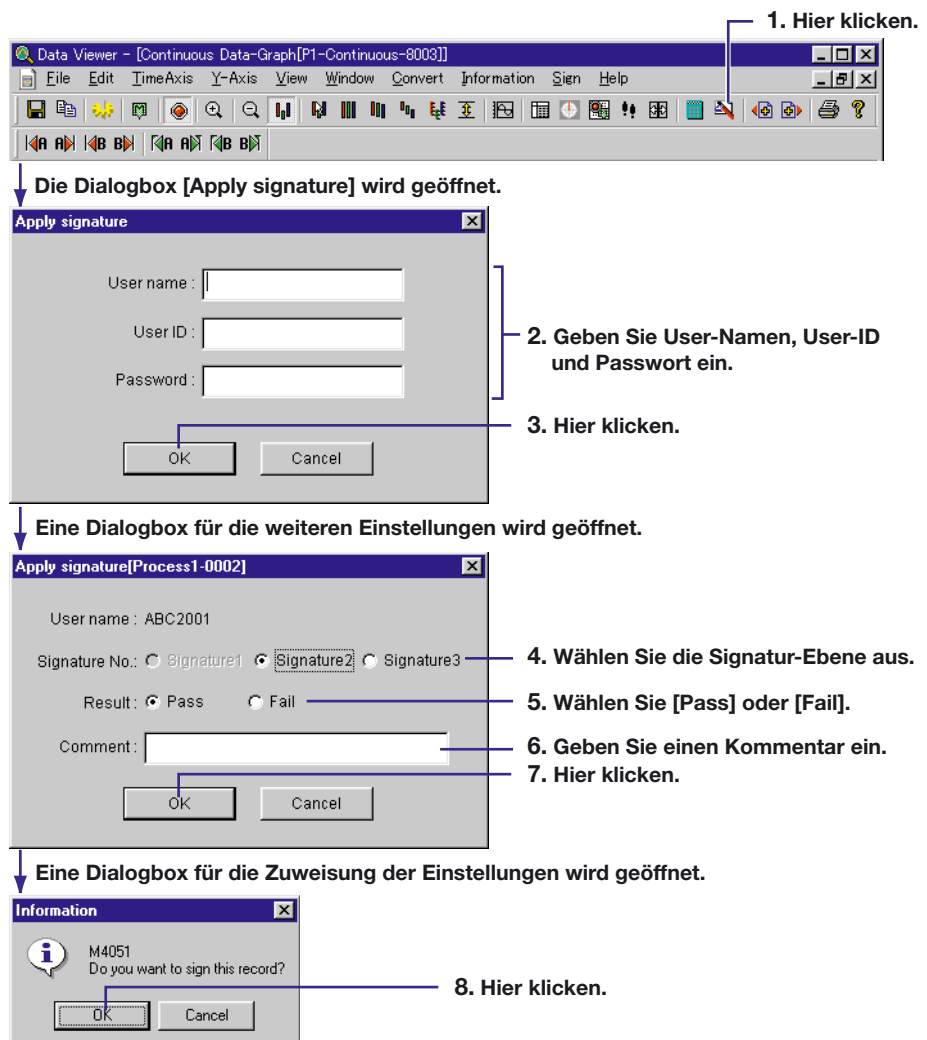 1. Hier klicken.
Data Viewer - [Continuous Data-Graph[P1-Continuous-8003]]
File Edit TimeAxis Y-Axis View Window Convert Information Sign Help
A A B B A A B B
Die Dialogbox [Apply signature] wird geöffnet.
Apply signature
User name :
User ID :
2. Geben Sie User-Namen, User-ID
und Passwort ein.
Password :
3. Hier klicken.
OK Cancel
Eine Dialogbox für die weiteren Einstellungen wird geöffnet.
Apply signature[Process1-0002]
User name : ABC2001
Signature No.: Signature1 Signature2 Signature3
4. Wählen Sie die Signatur-Ebene aus.
Result : Pass Fail
5. Wählen Sie [Pass] oder [Fail].
Comment :
6. Geben Sie einen Kommentar ein.
7. Hier klicken.
OK Cancel
Eine Dialogbox für die Zuweisung der Einstellungen wird geöffnet.
Information
M4051
Do you want to sign this record?
8. Hier klicken.
OK Cancel